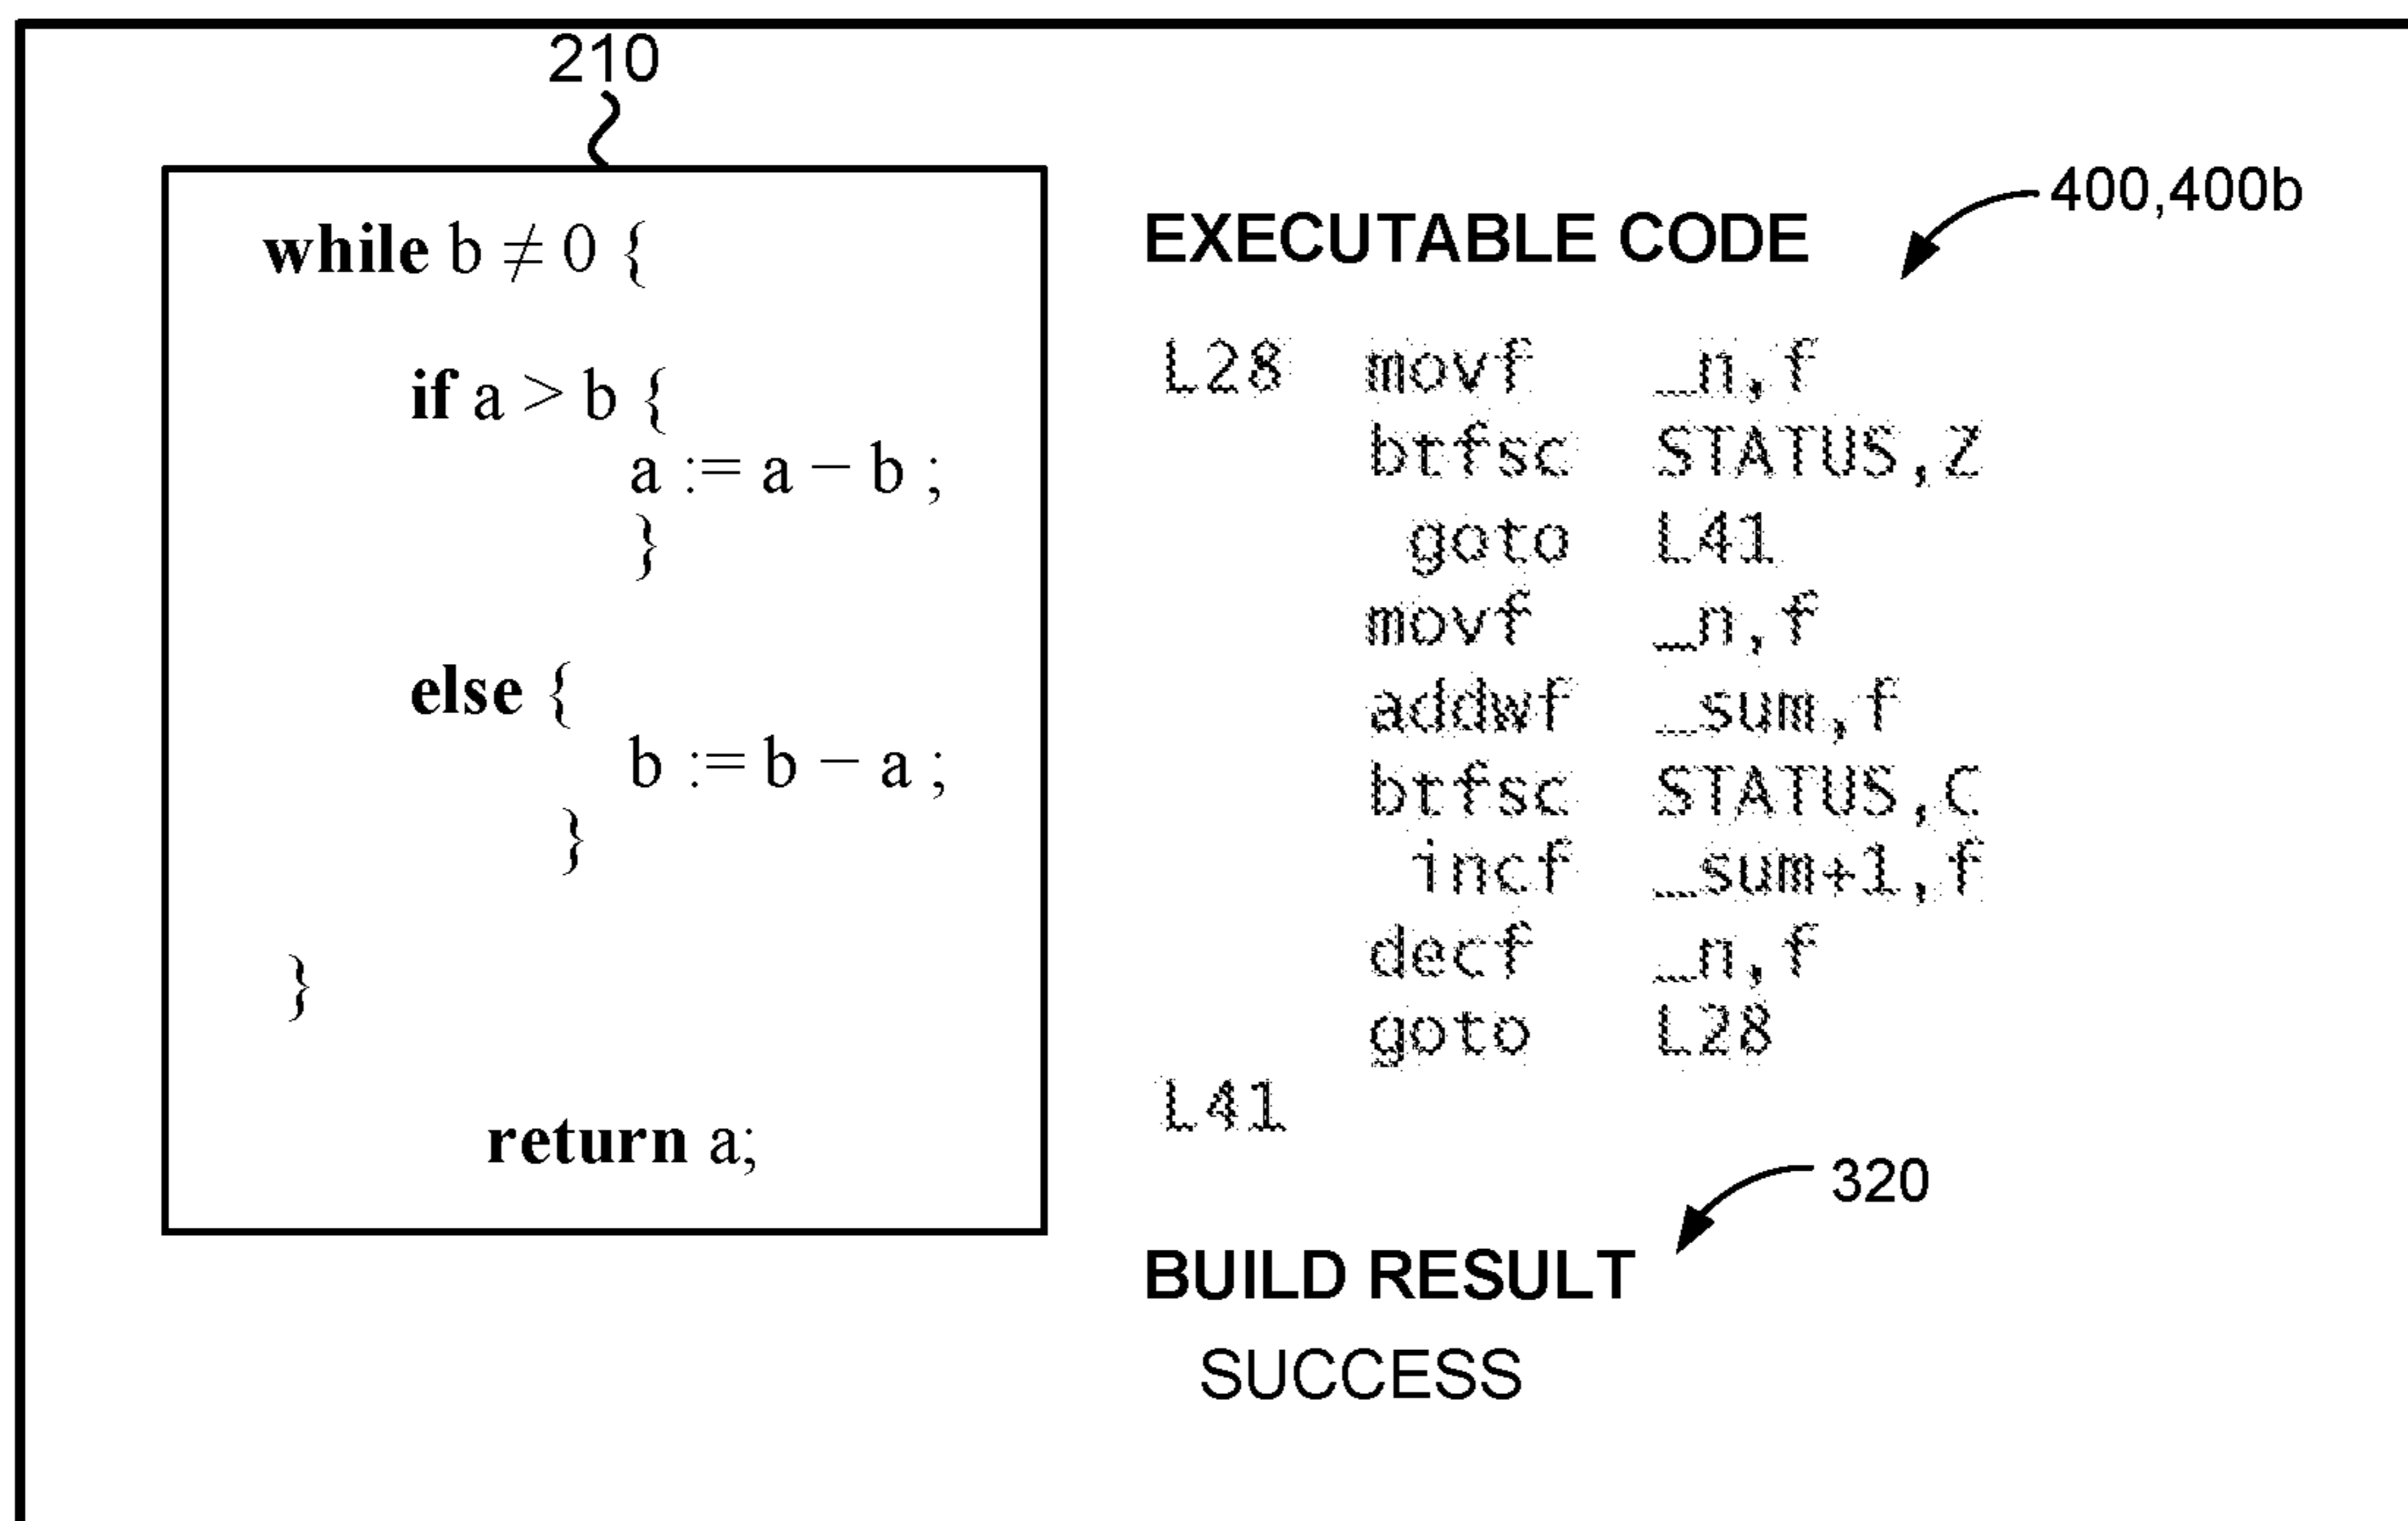 210
while b ≠ 0 {
if a > b {
a := a − b ;
}
else {
b := b − a ;
}
}
return a;
400,400b
EXECUTABLE CODE
L28 movf _n,f
btfsc STATUS,Z
goto L41
movf _n,f
addwf _sum,f
btfsc STATUS,C
incf _sum+1,f
decf _n,f
goto L28
L41
320
BUILD RESULT
SUCCESS